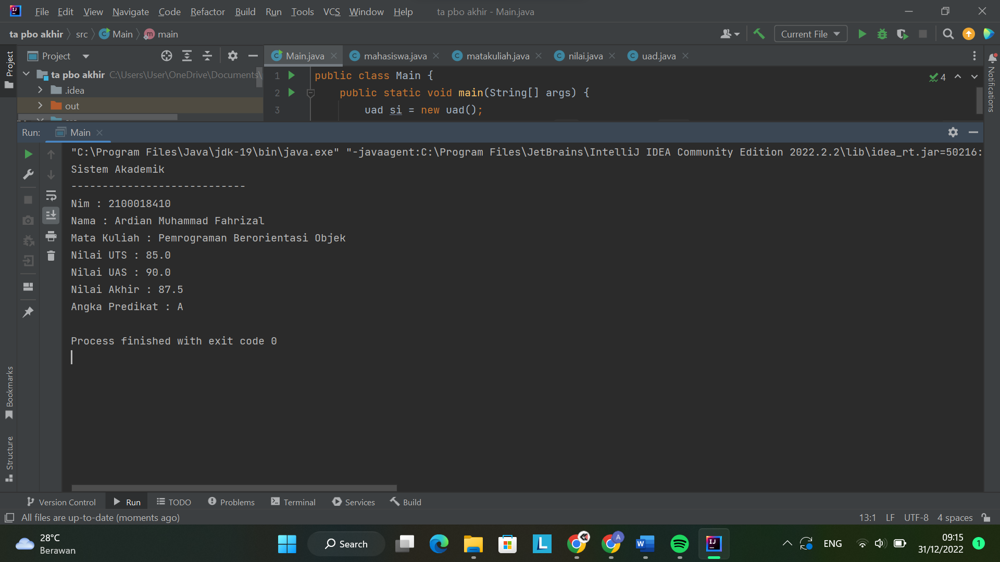 File Edit View Navigate Code Refactor Build Run Tools VCS Window Help ta pbo akhir - Main.java
ta pbo akhir src Main main Current File
Project
Project
Main.java mahasiswa.java matakuliah.java nilai.java uad.java
ta pbo akhir C:\Users\User\OneDrive\Documents\
.idea
out
1 public class Main {
2 public static void main(String[] args) {
3 uad si = new uad();
4
Notifications
Run: Main
"C:\Program Files\Java\jdk-19\bin\java.exe" "-javaagent:C:\Program Files\JetBrains\IntelliJ IDEA Community Edition 2022.2.2\lib\idea_rt.jar=50216:
Sistem Akademik
----------------------------
Nim : 2100018410
Nama : Ardian Muhammad Fahrizal
Mata Kuliah : Pemrograman Berorientasi Objek
Nilai UTS : 85.0
Nilai UAS : 90.0
Nilai Akhir : 87.5
Angka Predikat : A
Process finished with exit code 0
Bookmarks
Structure
Version Control Run TODO Problems Terminal Services Build
All files are up-to-date (moments ago) 13:1 LF UTF-8 4 spaces
28°C
Berawan
Search
ENG
09:15
31/12/2022
1